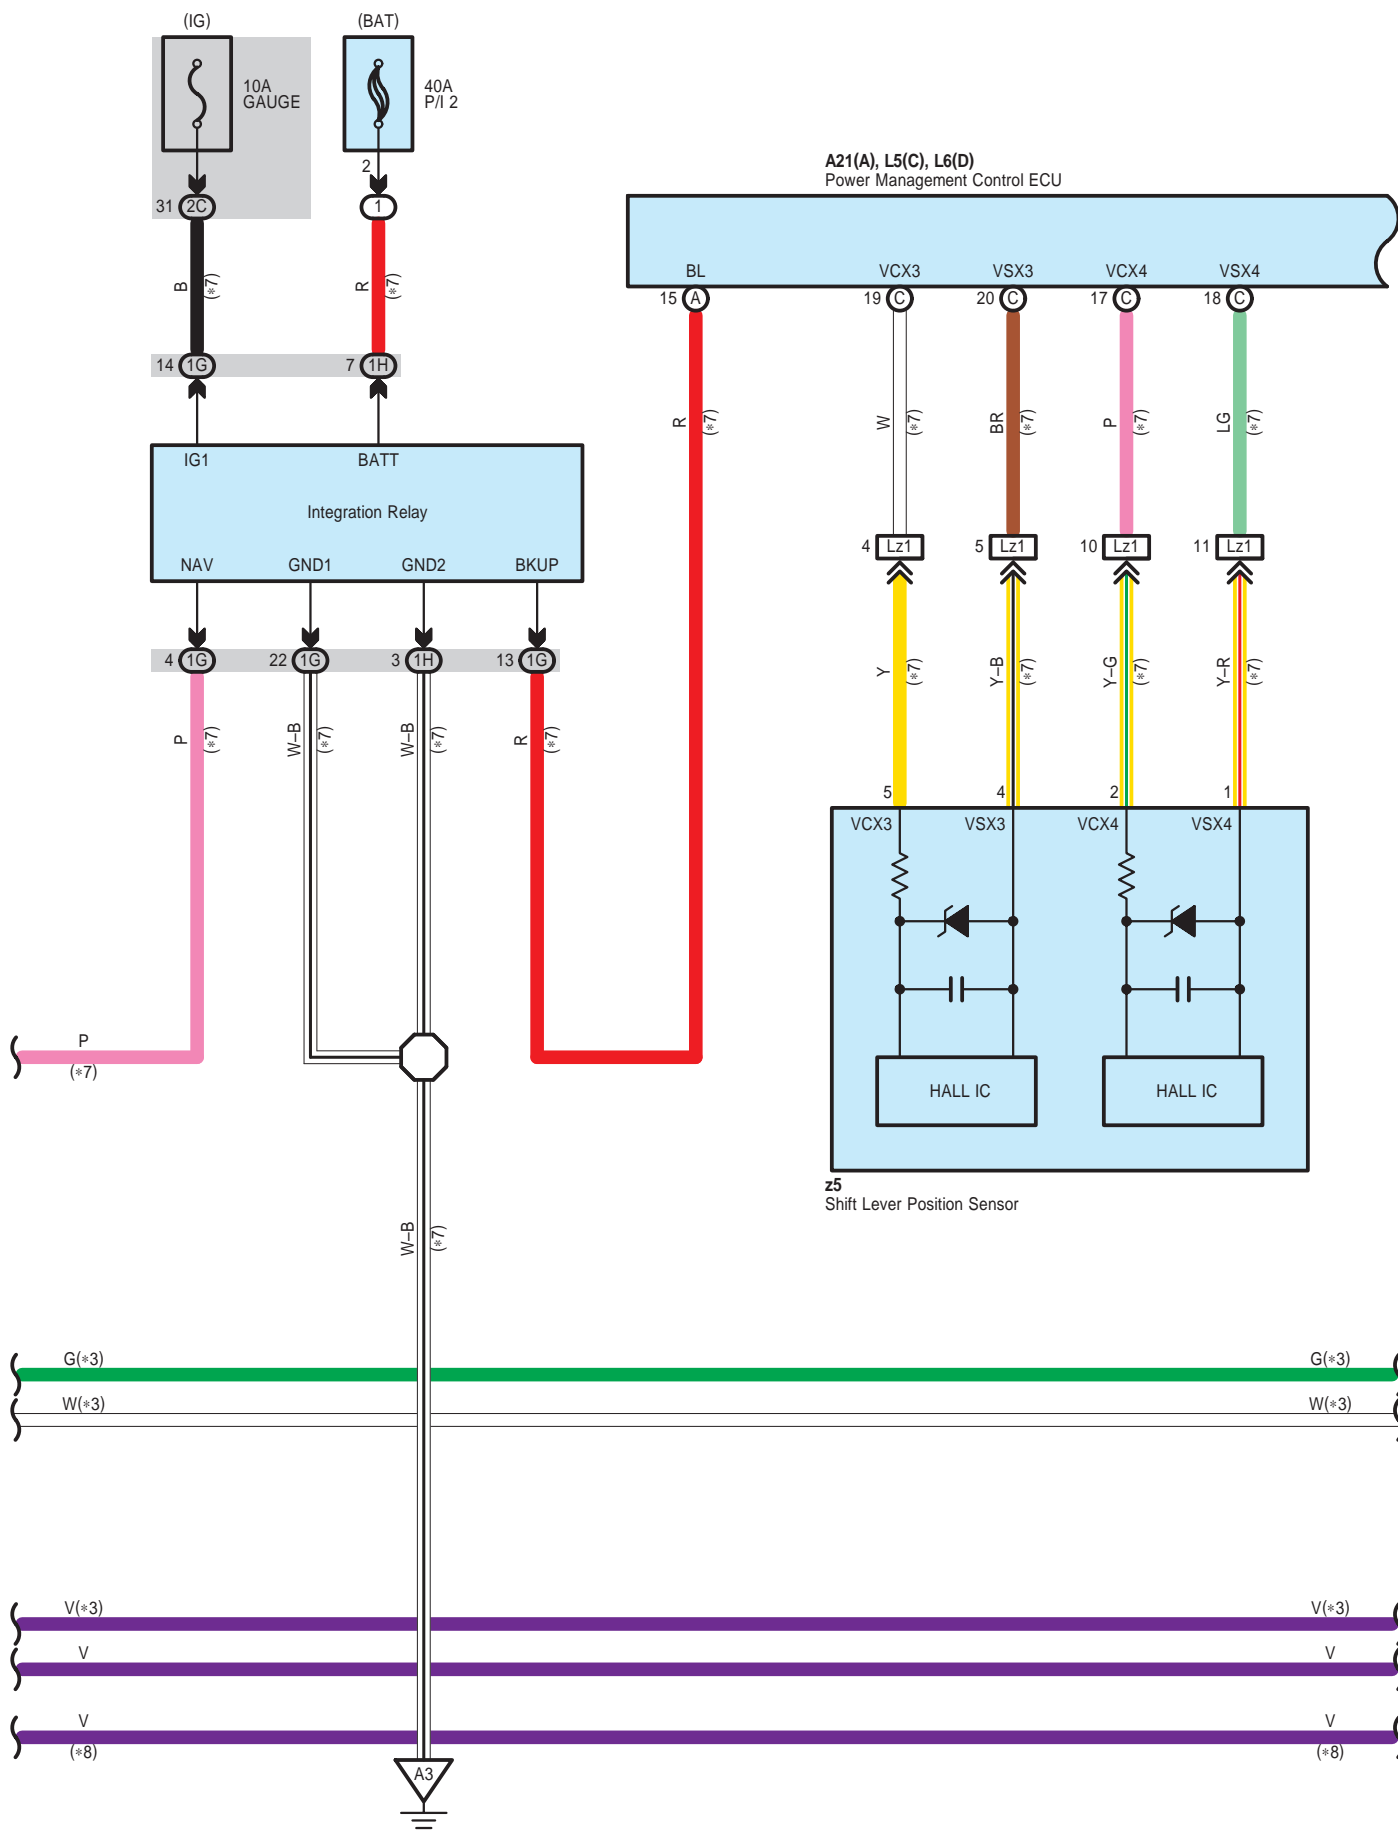 (IG)
(BAT)
10A
GAUGE
40A
P/I 2
2
31 2C
1
B
(*7)
R
(*7)
14 1G
7 1H
IG1
BATT
Integration Relay
NAV
GND1
GND2
BKUP
4 1G
22 1G
3 1H
13 1G
P
(*7)
W–B
(*7)
W–B
(*7)
R
(*7)
A21(A), L5(C), L6(D)
Power Management Control ECU
BL
VCX3
VSX3
VCX4
VSX4
15 A
19 C
20 C
17 C
18 C
R
(*7)
W
(*7)
BR
(*7)
P
(*7)
LG
(*7)
4 Lz1
5 Lz1
10 Lz1
11 Lz1
Y
(*7)
Y–B
(*7)
Y–G
(*7)
Y–R
(*7)
5
4
2
1
VCX3
VSX3
VCX4
VSX4
HALL IC
HALL IC
z5
Shift Lever Position Sensor
P
(*7)
W–B
(*7)
G(*3)
G(*3)
W(*3)
W(*3)
V(*3)
V(*3)
V
V
V
(*8)
V
(*8)
A3